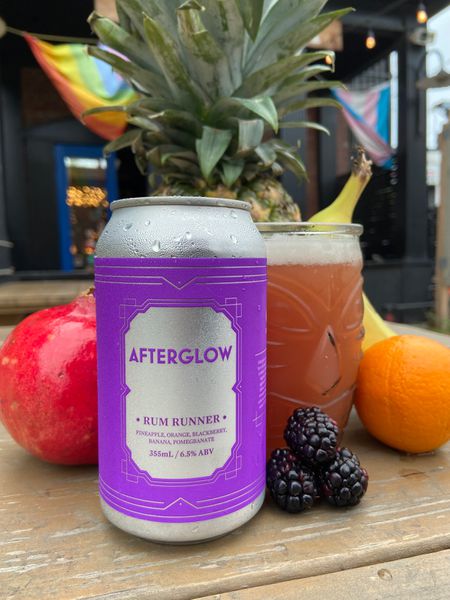 AFTERGLOW
• RUM RUNNER •
PINEAPPLE, ORANGE, BLACKBERRY,
BANANA, POMEGRANATE
355mL / 6.5% ABV